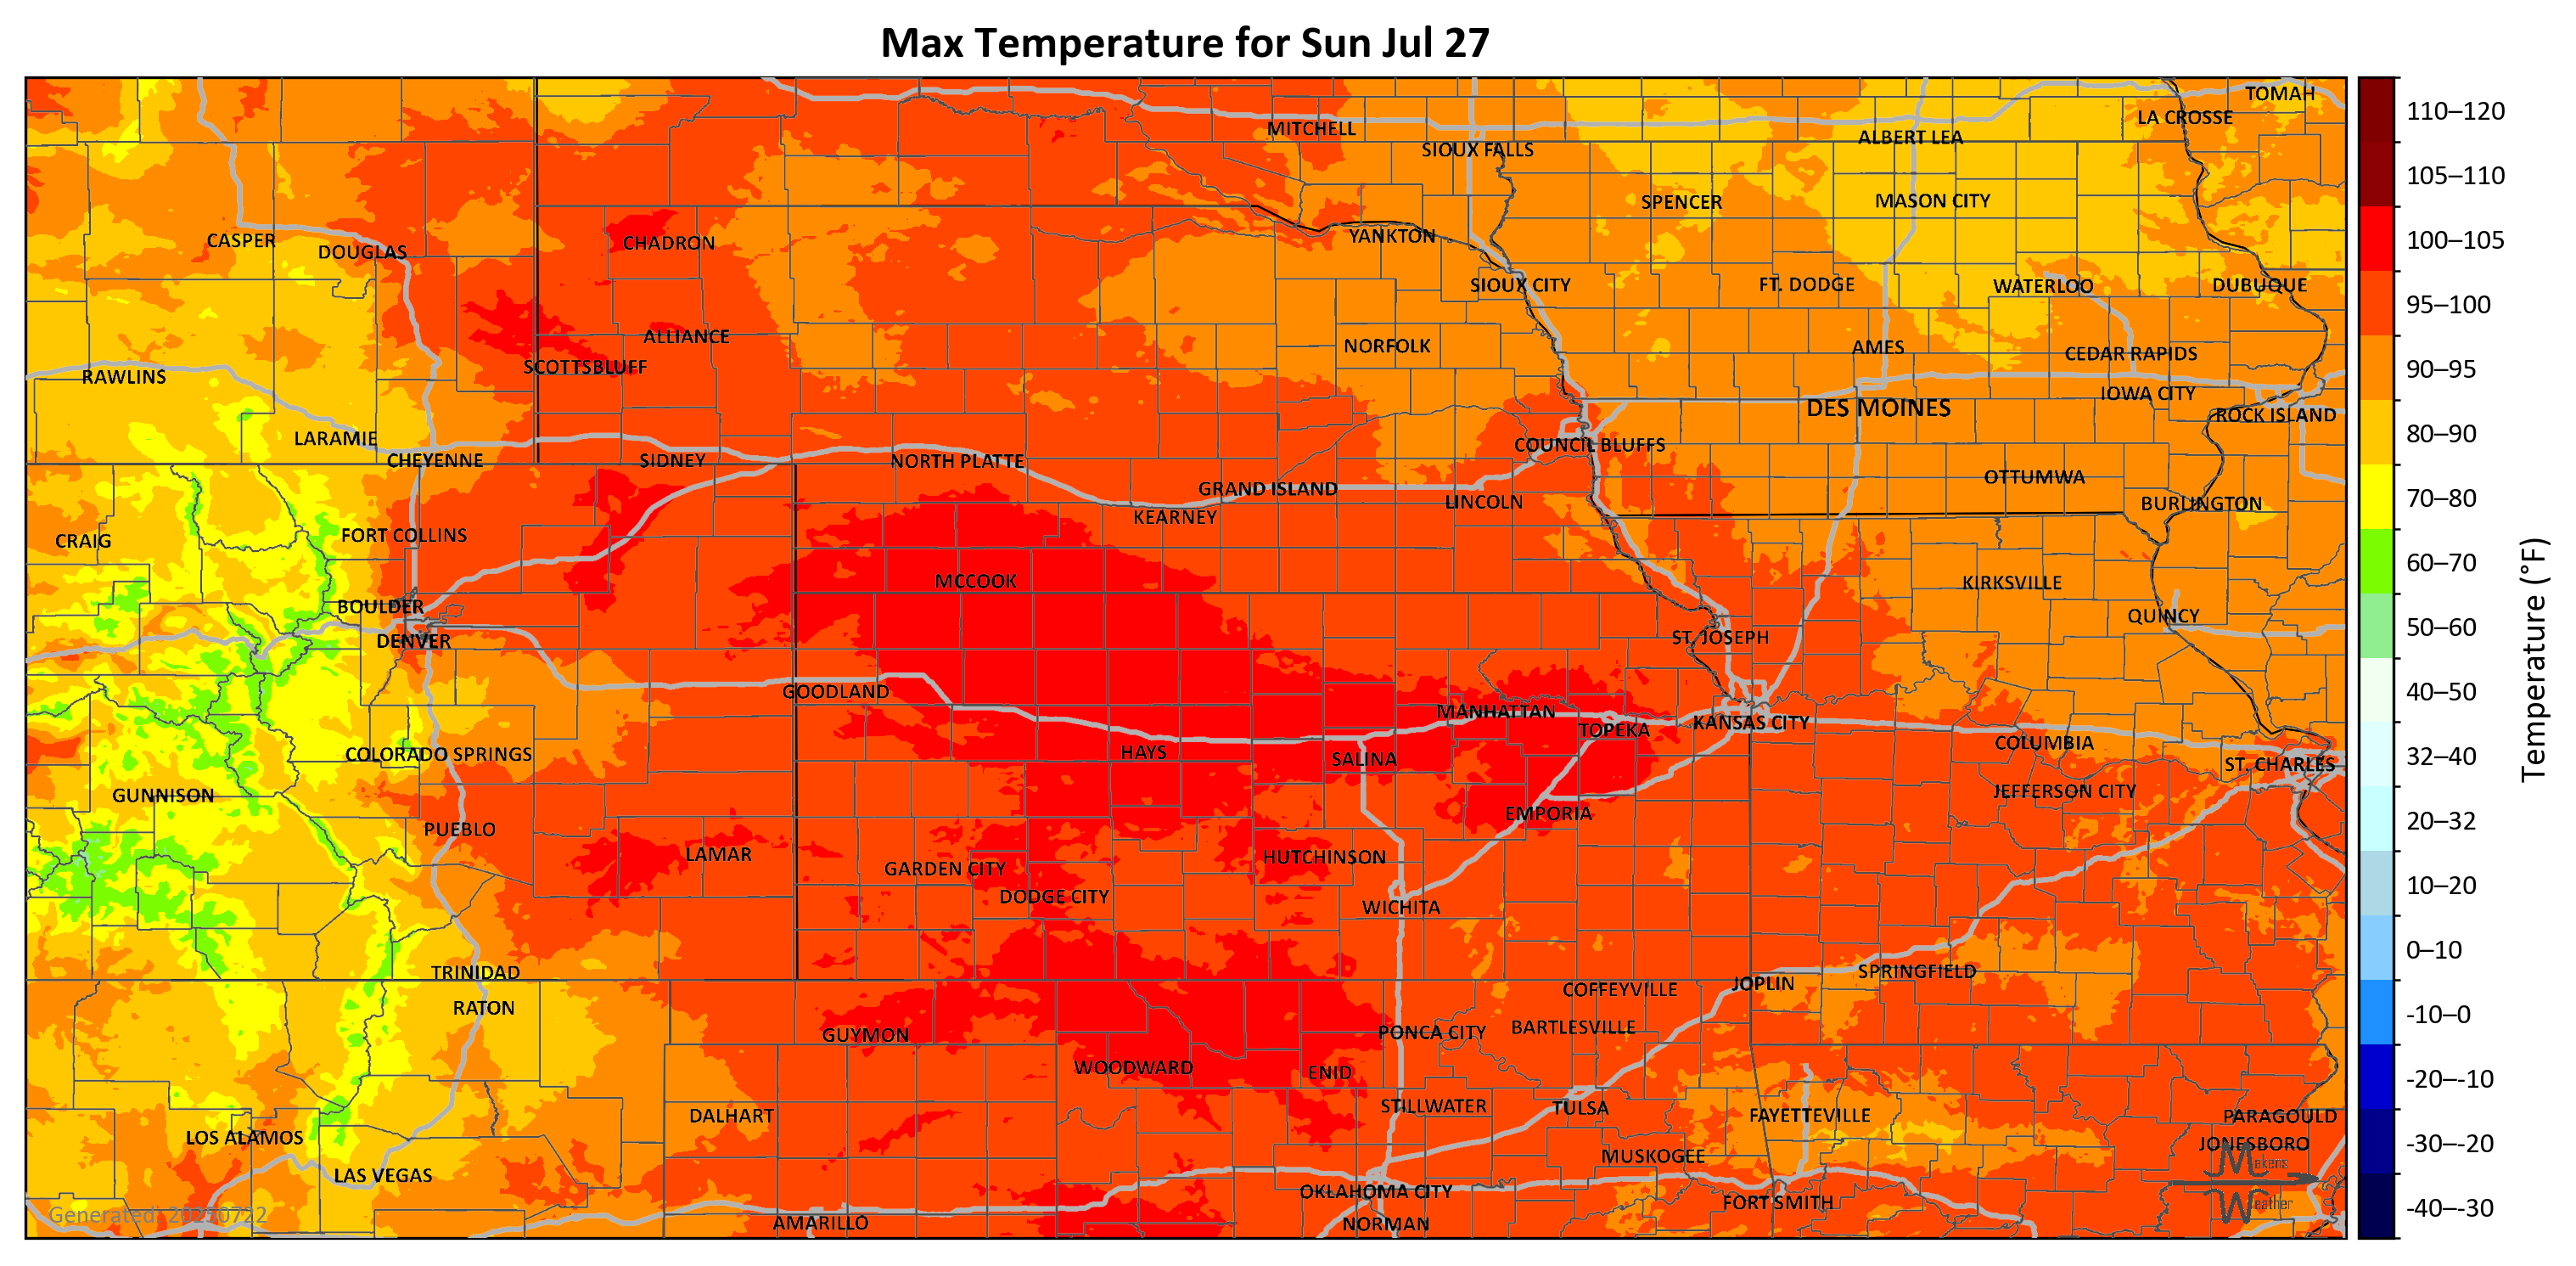 Max Temperature for Sun Jul 27
TOMAH
LA CROSSE
MITCHELL
ALBERT LEA
SIOUX FALLS
SPENCER
MASON CITY
CASPER
DOUGLAS
CHADRON
YANKTON
SIOUX CITY
FT. DODGE
WATERLOO
DUBUQUE
ALLIANCE
NORFOLK
AMES
CEDAR RAPIDS
SCOTTSBLUFF
RAWLINS
IOWA CITY
DES MOINES
ROCK ISLAND
LARAMIE
COUNCIL BLUFFS
CHEYENNE
SIDNEY
NORTH PLATTE
OTTUMWA
GRAND ISLAND
LINCOLN
BURLINGTON
KEARNEY
FORT COLLINS
CRAIG
MCCOOK
KIRKSVILLE
BOULDER
QUINCY
DENVER
ST. JOSEPH
GOODLAND
MANHATTAN
KANSAS CITY
TOPEKA
COLUMBIA
COLORADO SPRINGS
HAYS
SALINA
ST. CHARLES
GUNNISON
JEFFERSON CITY
EMPORIA
PUEBLO
LAMAR
HUTCHINSON
GARDEN CITY
DODGE CITY
WICHITA
TRINIDAD
SPRINGFIELD
JOPLIN
COFFEYVILLE
RATON
BARTLESVILLE
PONCA CITY
GUYMON
WOODWARD
ENID
STILLWATER
TULSA
DALHART
FAYETTEVILLE
PARAGOULD
LOS ALAMOS
JONESBORO
MUSKOGEE
LAS VEGAS
OKLAHOMA CITY
FORT SMITH
AMARILLO
NORMAN
Generated: 20250722
Makens
Weather
110–120
105–110
100–105
95–100
90–95
80–90
70–80
60–70
50–60
40–50
32–40
20–32
10–20
0–10
-10–0
-20–-10
-30–-20
-40–-30
Temperature (°F)